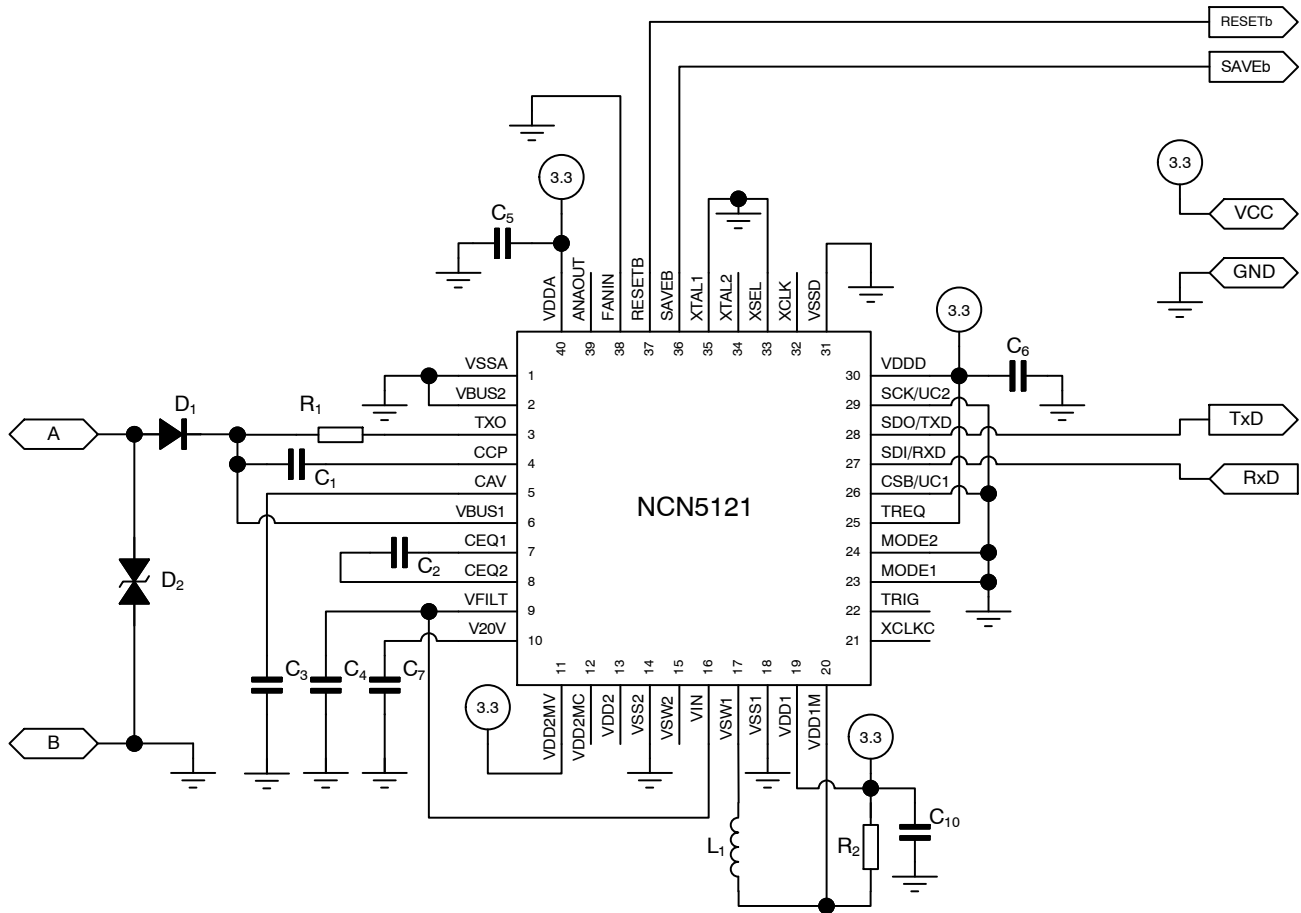 RESETb
SAVEb
3.3
3.3
VCC
C5
GND
VDDA
ANAOUT
FANIN
RESETB
SAVEB
XTAL1
XTAL2
XSEL
XCLK
VSSD
3.3
40
39
38
37
36
35
34
33
32
31
C6
VSSA 1
30 VDDD
VBUS2 2
29 SCK/UC2
D1
R1
TXO 3
28 SDO/TXD
TxD
A
CCP 4
27 SDI/RXD
C1
RxD
CAV 5
26 CSB/UC1
NCN5121
VBUS1 6
25 TREQ
CEQ1 7
24 MODE2
C2
D2
CEQ2 8
23 MODE1
VFILT 9
22 TRIG
V20V 10
21 XCLKC
C3
C4
C7
11
12
13
14
15
16
17
18
19
20
3.3
VDD2MV
VDD2MC
VDD2
VSS2
VSW2
VIN
VSW1
VSS1
VDD1
VDD1M
3.3
B
C10
L1
R2